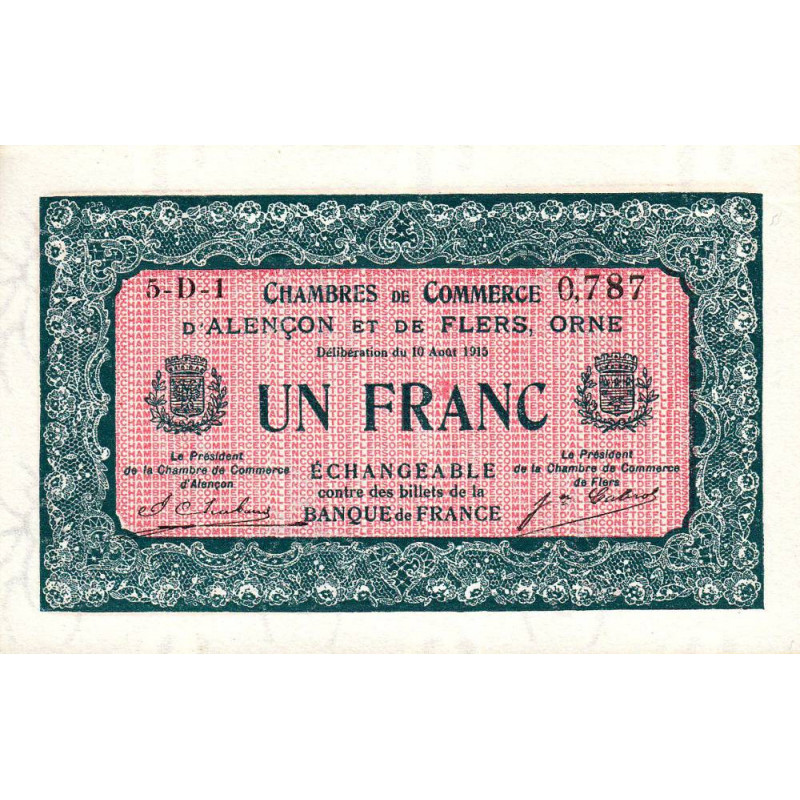 5-D-1 CHAMBRES DE COMMERCE 0,787
D'ALENÇON ET DE FLERS, ORNE
Délibération du 10 Août 1915
UN FRANC
Le Président
de la Chambre de Commerce
d'Alençon
ÉCHANGEABLE
contre des billets de la
BANQUE de FRANCE
Le Président
de la Chambre de Commerce
de Flers